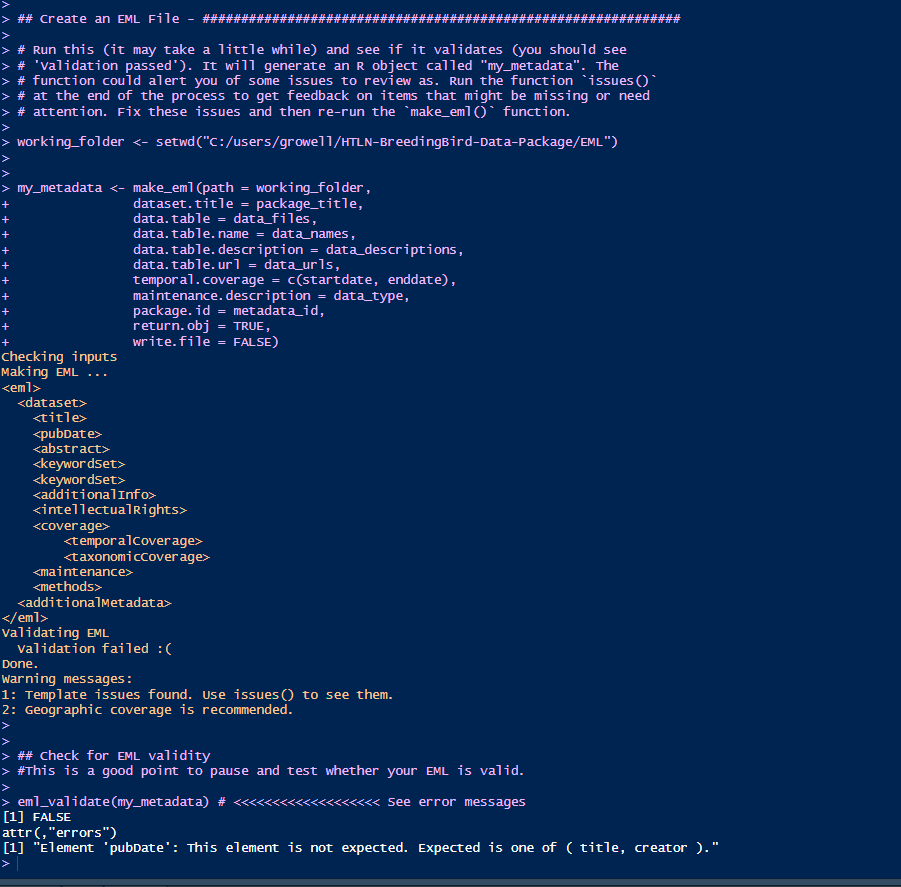 >
> ## Create an EML File - ##############################################################
>
> # Run this (it may take a little while) and see if it validates (you should see
> # 'Validation passed'). It will generate an R object called "my_metadata". The
> # function could alert you of some issues to review as. Run the function `issues()`
> # at the end of the process to get feedback on items that might be missing or need
> # attention. Fix these issues and then re-run the `make_eml()` function.
>
> working_folder <- setwd("C:/users/growell/HTLN-BreedingBird-Data-Package/EML")
>
>
> my_metadata <- make_eml(path = working_folder,
+                dataset.title = package_title,
+                data.table = data_files,
+                data.table.name = data_names,
+                data.table.description = data_descriptions,
+                data.table.url = data_urls,
+                temporal.coverage = c(startdate, enddate),
+                maintenance.description = data_type,
+                package.id = metadata_id,
+                return.obj = TRUE,
+                write.file = FALSE)
Checking inputs
Making EML ...
<eml>
  <dataset>
    <title>
    <pubDate>
    <abstract>
    <keywordSet>
    <keywordSet>
    <additionalInfo>
    <intellectualRights>
    <coverage>
        <temporalCoverage>
        <taxonomicCoverage>
    <maintenance>
    <methods>
  <additionalMetadata>
</eml>
Validating EML
  Validation failed :(
Done.
Warning messages:
1: Template issues found. Use issues() to see them.
2: Geographic coverage is recommended.
>
>
> ## Check for EML validity
> #This is a good point to pause and test whether your EML is valid.
>
> eml_validate(my_metadata) # <<<<<<<<<<<<<<<<<<< See error messages
[1] FALSE
attr(,"errors")
[1] "Element 'pubDate': This element is not expected. Expected is one of ( title, creator )."
>